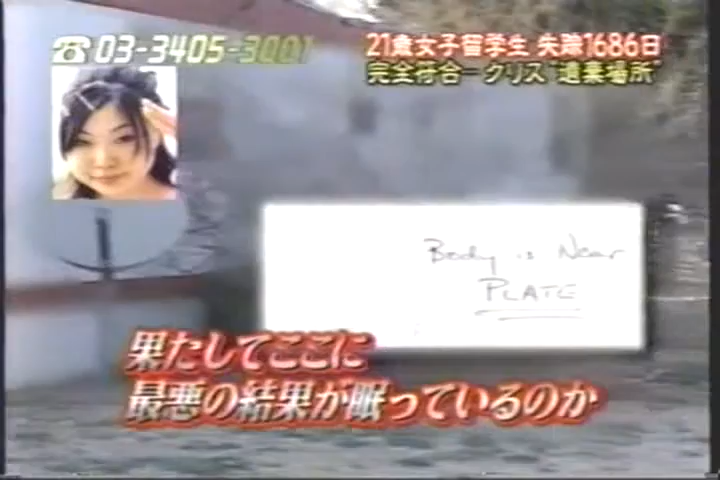 ☎03-3405-3001
21歳女子留学生 失踪1686日
完全符合－クリス“遺棄場所”
Body is Near
PLATE
果たしてここに
最悪の結果が眠っているのか